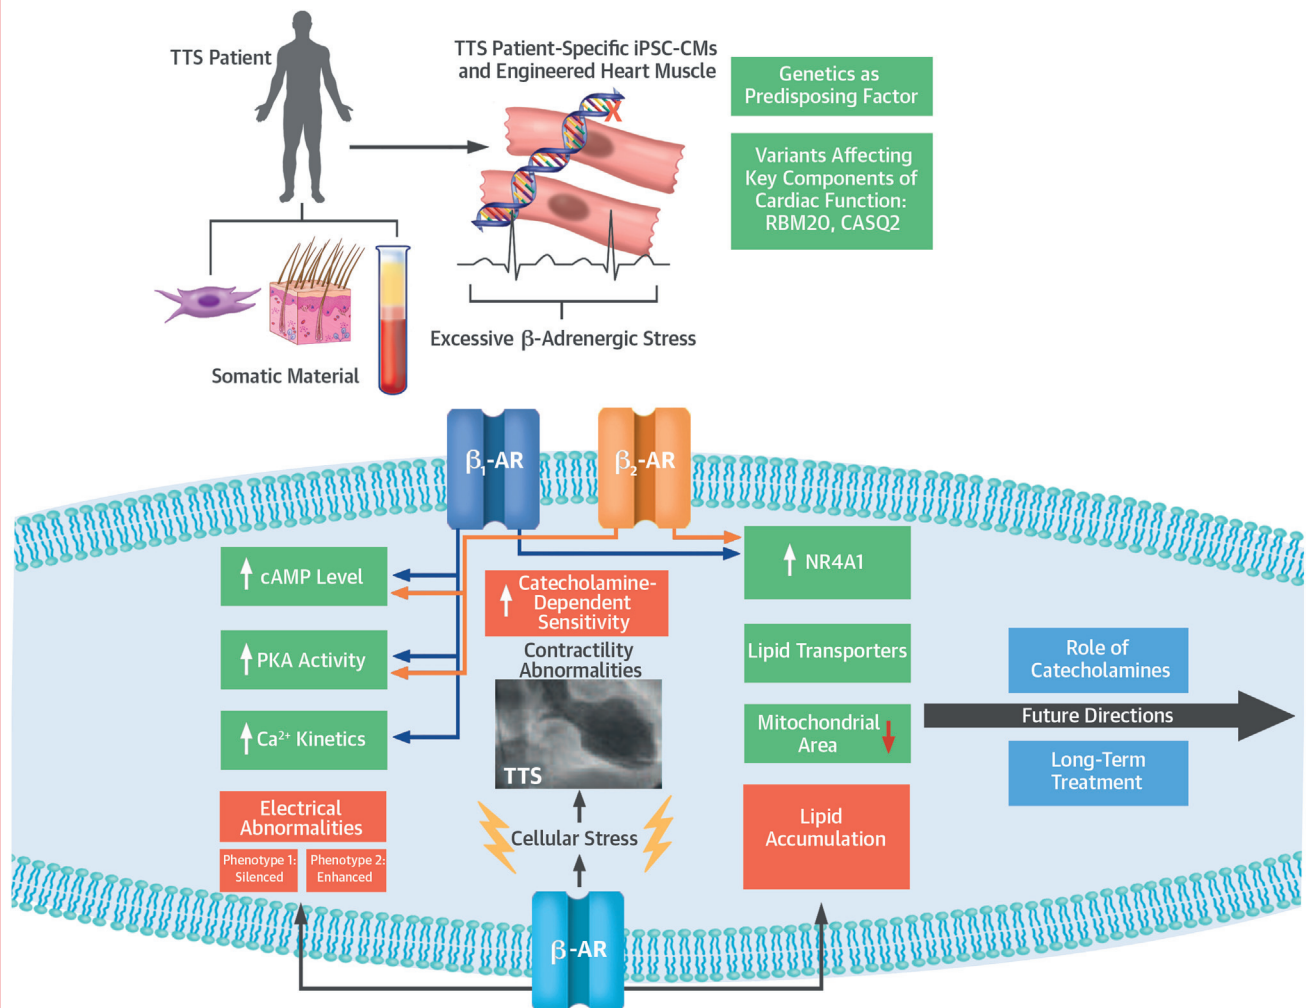 TTS Patient
TTS Patient-Specific iPSC-CMs
and Engineered Heart Muscle
Genetics as
Predisposing Factor
Variants Affecting
Key Components of
Cardiac Function:
RBM20, CASQ2
Excessive β-Adrenergic Stress
Somatic Material
β1-AR
β2-AR
cAMP Level
PKA Activity
Ca2+ Kinetics
Electrical
Abnormalities
Phenotype 1:
Silenced
Phenotype 2:
Enhanced
Catecholamine-
Dependent
Sensitivity
Contractility
Abnormalities
TTS
Cellular Stress
β-AR
NR4A1
Lipid Transporters
Mitochondrial
Area
Lipid
Accumulation
Role of
Catecholamines
Future Directions
Long-Term
Treatment